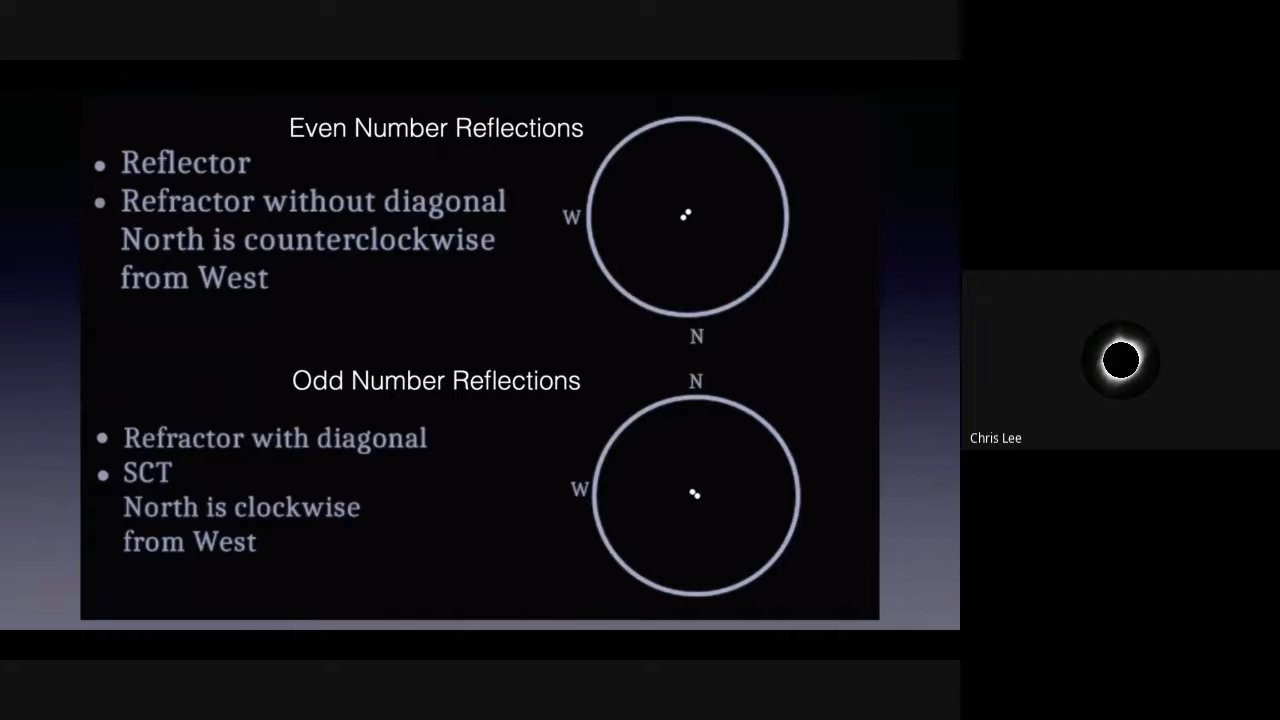 Even Number Reflections
• Reflector
• Refractor without diagonal
North is counterclockwise
from West
W
N
Odd Number Reflections
N
• Refractor with diagonal
• SCT
North is clockwise
from West
W
Chris Lee